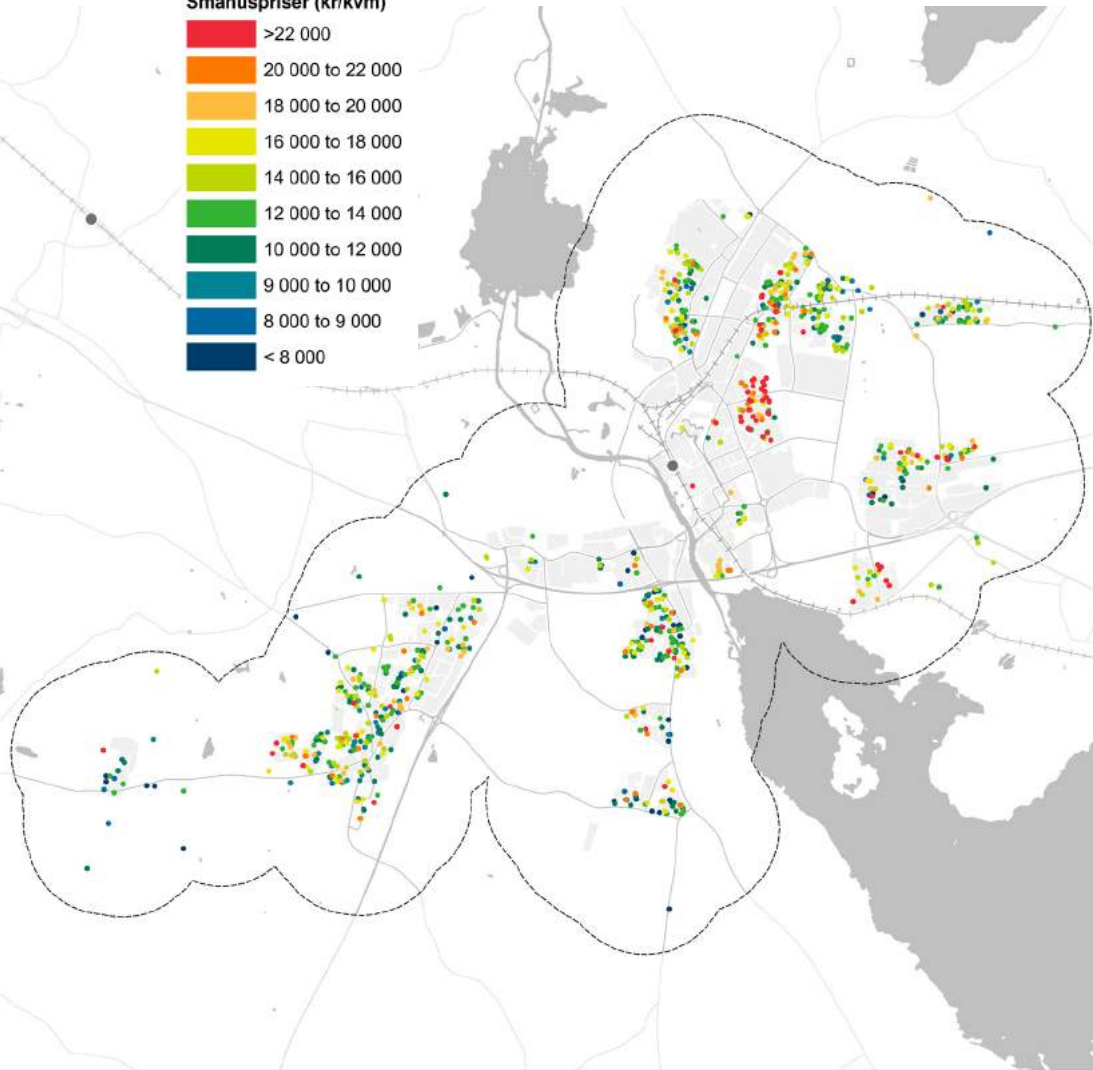 Småhuspriser (kr/kvm)
>22 000
20 000 to 22 000
18 000 to 20 000
16 000 to 18 000
14 000 to 16 000
12 000 to 14 000
10 000 to 12 000
9 000 to 10 000
8 000 to 9 000
< 8 000